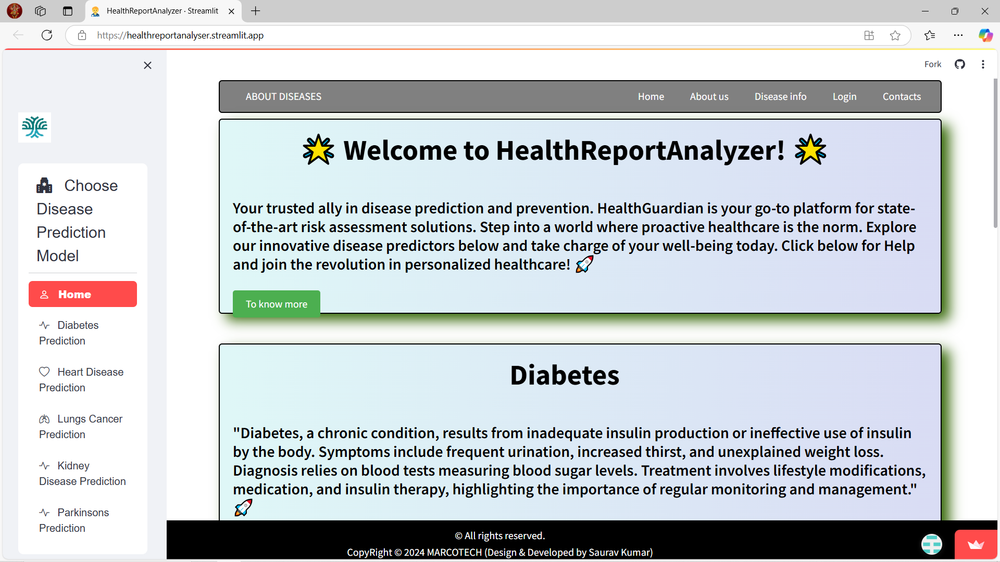 HealthReportAnalyzer · Streamlit
https://healthreportanalyser.streamlit.app
Fork
Choose
Disease
Prediction
Model
Home
Diabetes
Prediction
Heart Disease
Prediction
Lungs Cancer
Prediction
Kidney
Disease Prediction
Parkinsons
Prediction
ABOUT DISEASES
Home
About us
Disease info
Login
Contacts
Welcome to HealthReportAnalyzer!
Your trusted ally in disease prediction and prevention. HealthGuardian is your go-to platform for state-
of-the-art risk assessment solutions. Step into a world where proactive healthcare is the norm. Explore
our innovative disease predictors below and take charge of your well-being today. Click below for Help
and join the revolution in personalized healthcare!
To know more
Diabetes
"Diabetes, a chronic condition, results from inadequate insulin production or ineffective use of insulin
by the body. Symptoms include frequent urination, increased thirst, and unexplained weight loss.
Diagnosis relies on blood tests measuring blood sugar levels. Treatment involves lifestyle modifications,
medication, and insulin therapy, highlighting the importance of regular monitoring and management."
© All rights reserved.
CopyRight © 2024 MARCOTECH (Design & Developed by Saurav Kumar)